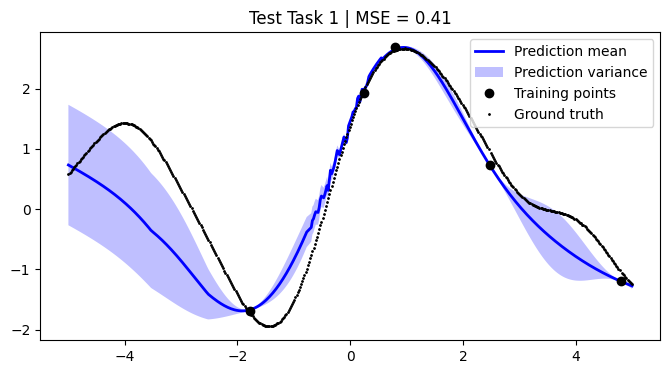 Test Task 1 | MSE = 0.41
Prediction mean
Prediction variance
Training points
Ground truth
2
1
0
−1
−2
−4
−2
0
2
4